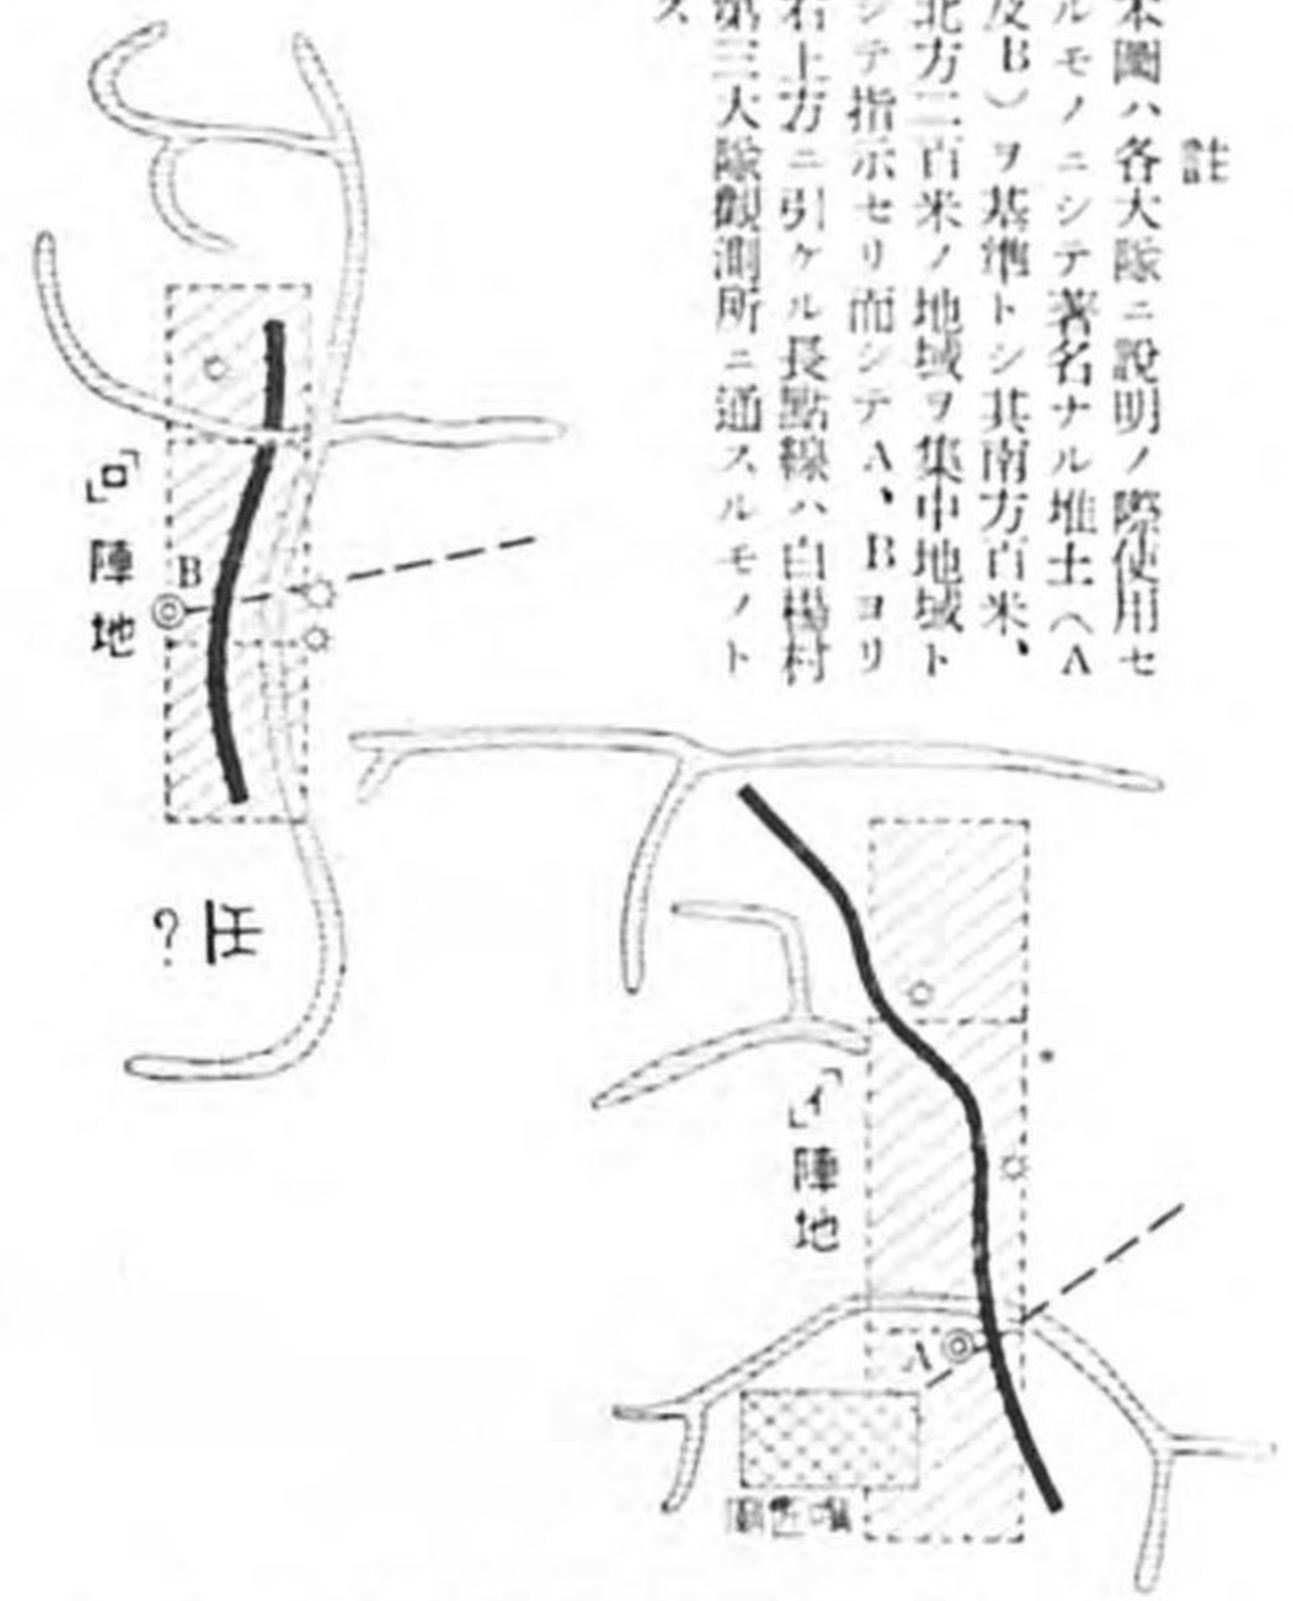 註
本圖ハ各大隊ニ說明ノ際使用セ
ルモノニシテ著名ナル堆土(A
及B)ヲ基準トシ其南方百米、
北方二百米ノ地域ヲ集中地域ト
シテ指示セリ而シテA、Bヨリ
右上方ニ引ケル長點線ハ白楊村
第三大隊觀測所ニ通スルモノト
ス
「ロ」陣地
B
?
「イ」陣地
A